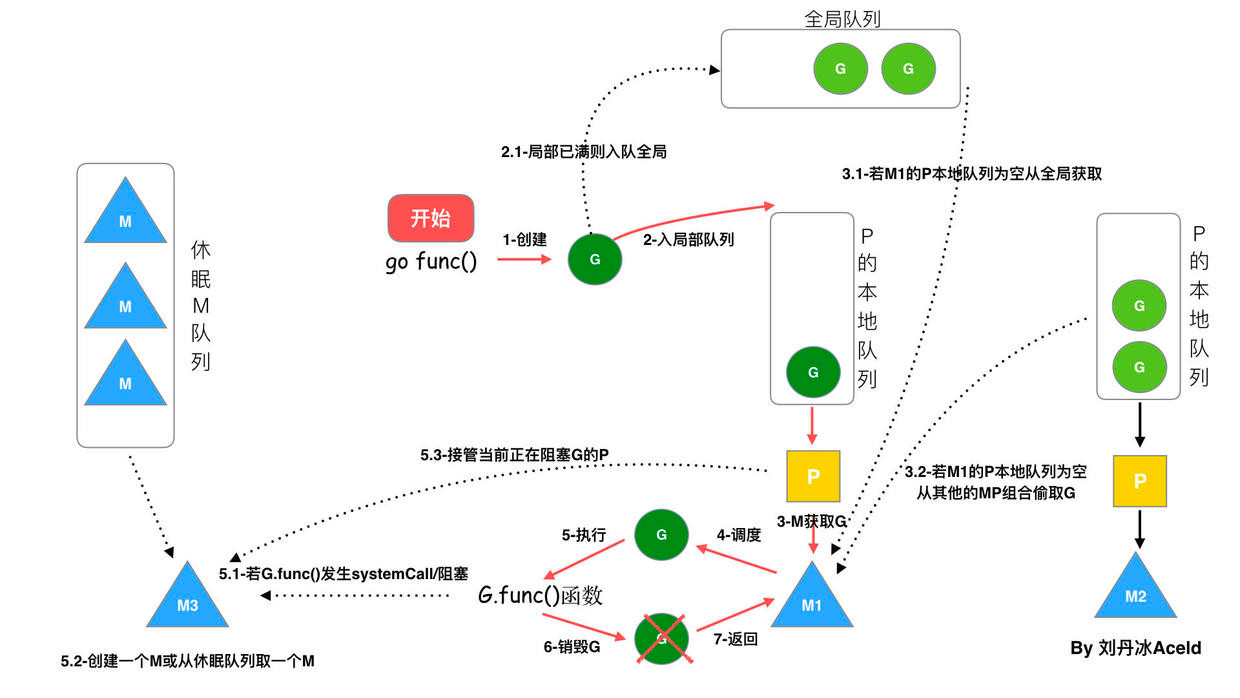 全局队列
G
G
2.1-局部已满则入队全局
3.1-若M1的P本地队列为空从全局获取
开始
go func()
1-创建
G
2-入局部队列
M
M
M
休眠M队列
G
P的本地队列
G
G
P的本地队列
5.3-接管当前正在阻塞G的P
P
3.2-若M1的P本地队列为空
从其他的MP组合偷取G
P
3-M获取G
5-执行
G
4-调度
5.1-若G.func()发生systemCall/阻塞
G.func()函数
M3
M1
M2
6-销毁G
G
7-返回
5.2-创建一个M或从休眠队列取一个M
By 刘丹冰Aceld